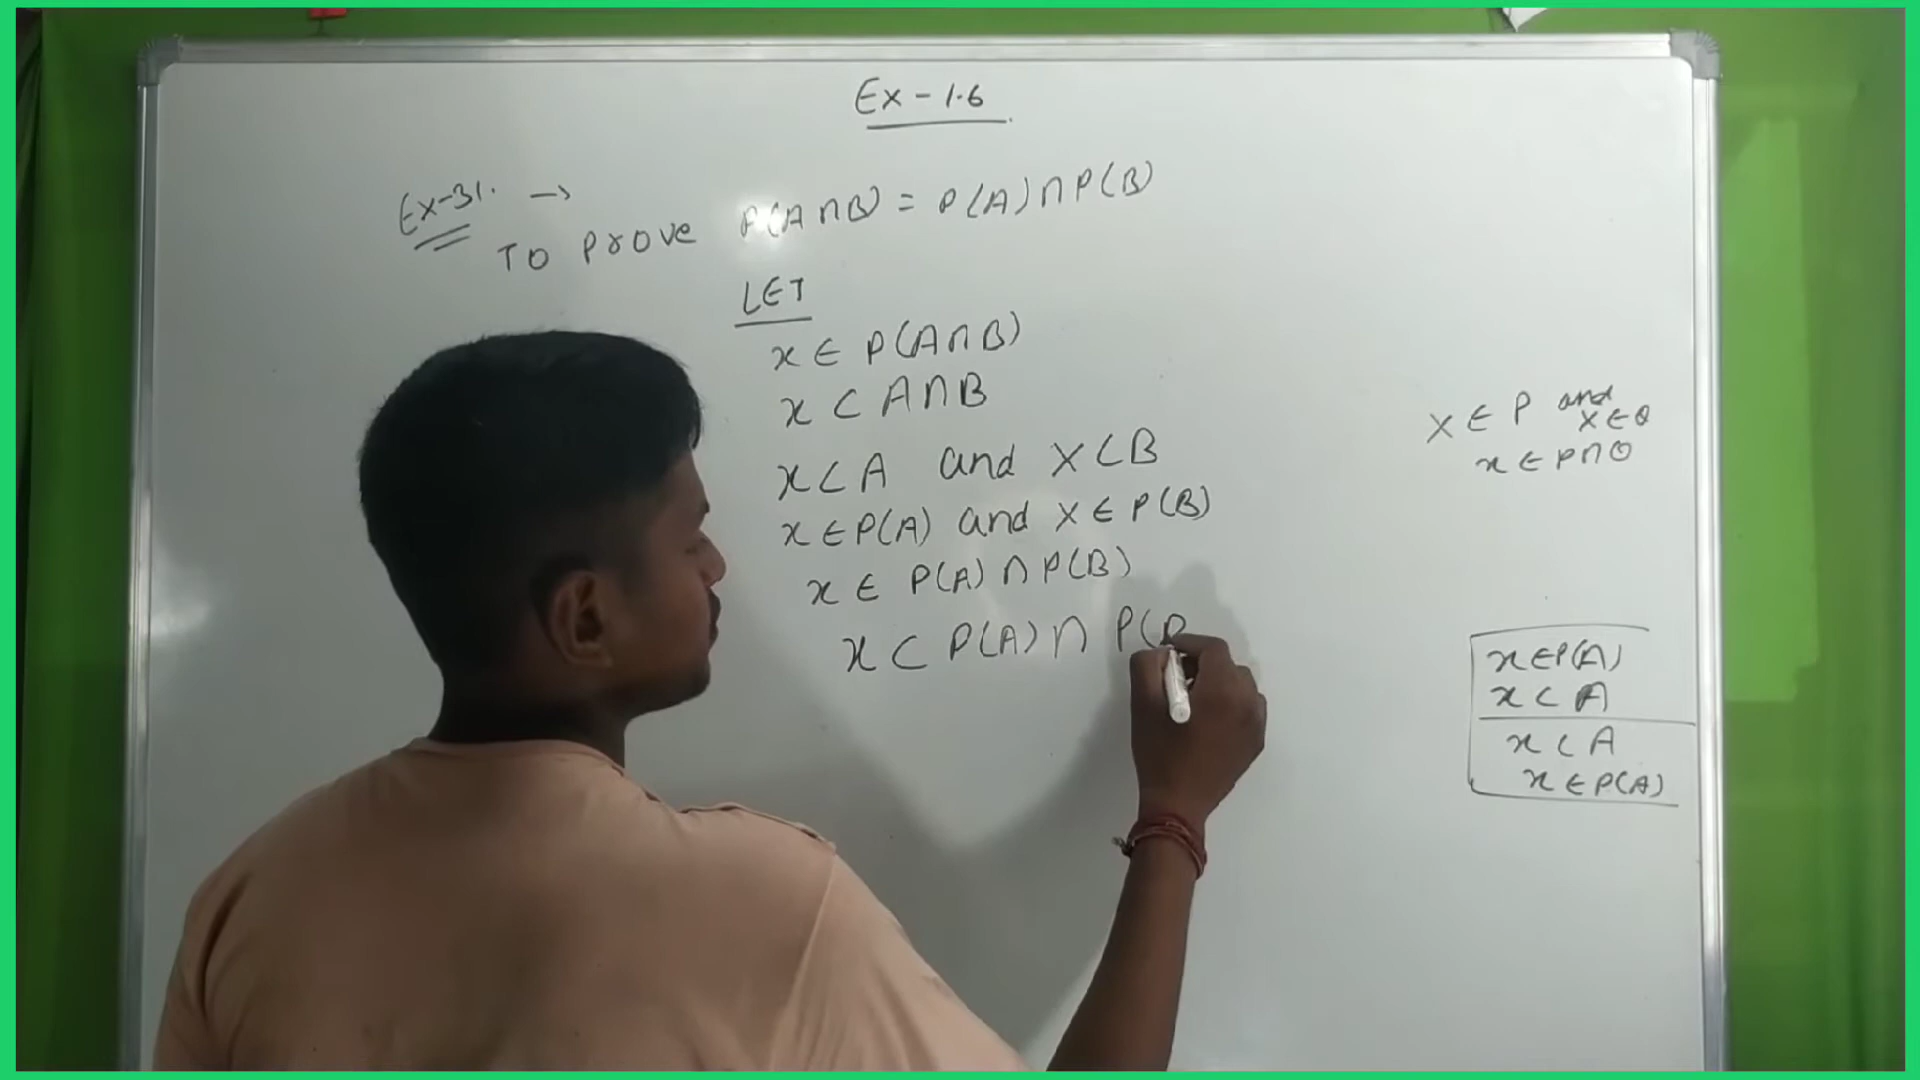 Ex - 1.6
Ex-31. →
TO Prove P(A∩B) = P(A)∩P(B)
LET
x ∈ P(A∩B)
x ⊂ A∩B
x ⊂ A and x ⊂ B
x ∈ P(A) and x ∈ P(B)
x ∈ P(A) ∩ P(B)
x ⊂ P(A) ∩ P(B
x ∈ P and
x ∈ Q
x ∈ P∩Q
x ∈ P(A)
x ⊂ A
x ⊂ A
x ∈ P(A)